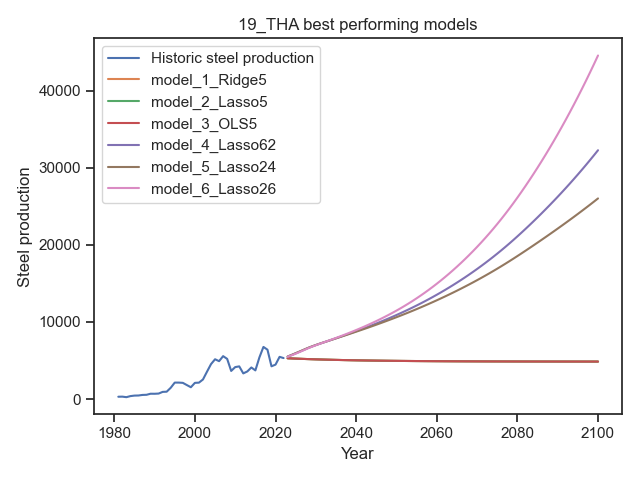 19_THA best performing models
Historic steel production
model_1_Ridge5
model_2_Lasso5
model_3_OLS5
model_4_Lasso62
model_5_Lasso24
model_6_Lasso26
Steel production
40000
30000
20000
10000
0
1980 2000 2020 2040 2060 2080 2100
Year